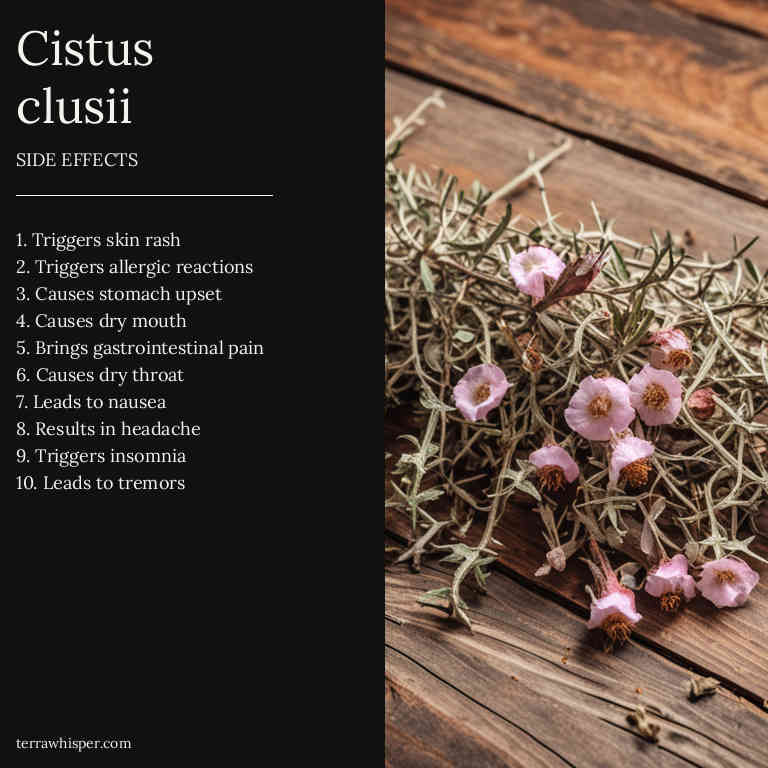 Cistus
clusii
SIDE EFFECTS
1. Triggers skin rash
2. Triggers allergic reactions
3. Causes stomach upset
4. Causes dry mouth
5. Brings gastrointestinal pain
6. Causes dry throat
7. Leads to nausea
8. Results in headache
9. Triggers insomnia
10. Leads to tremors
terrawhisper.com